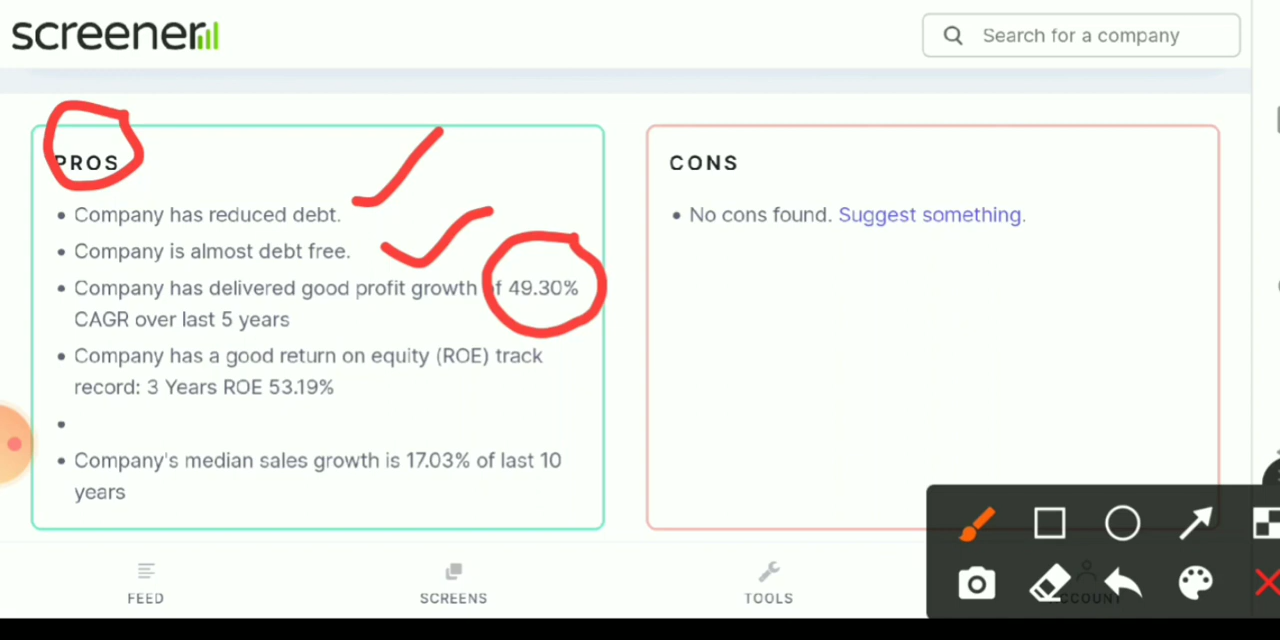 screener
Search for a company
PROS
Company has reduced debt.
Company is almost debt free.
Company has delivered good profit growth of 49.30%
CAGR over last 5 years
Company has a good return on equity (ROE) track
record: 3 Years ROE 53.19%
Company's median sales growth is 17.03% of last 10
years
CONS
No cons found. Suggest something.
FEED
SCREENS
TOOLS
ACCOUNT